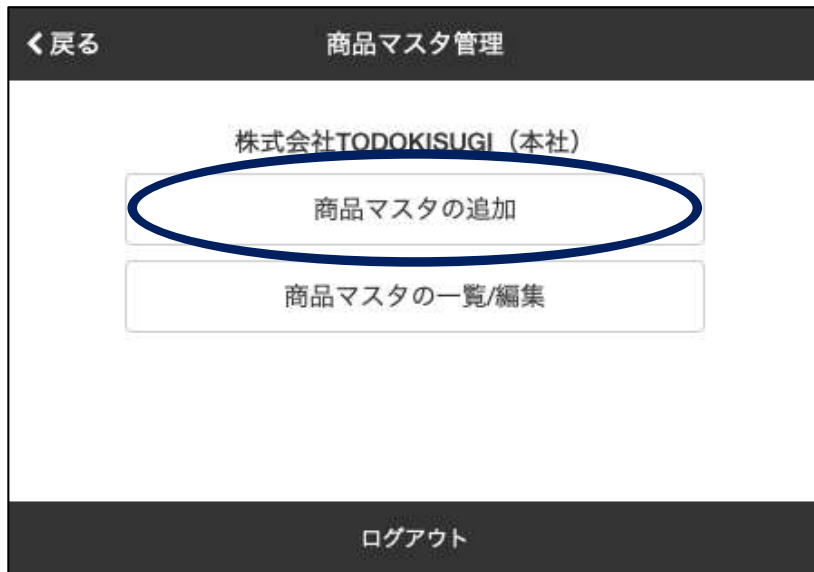 戻る
商品マスタ管理
株式会社TODOKISUGI（本社）
商品マスタの追加
商品マスタの一覧/編集
ログアウト